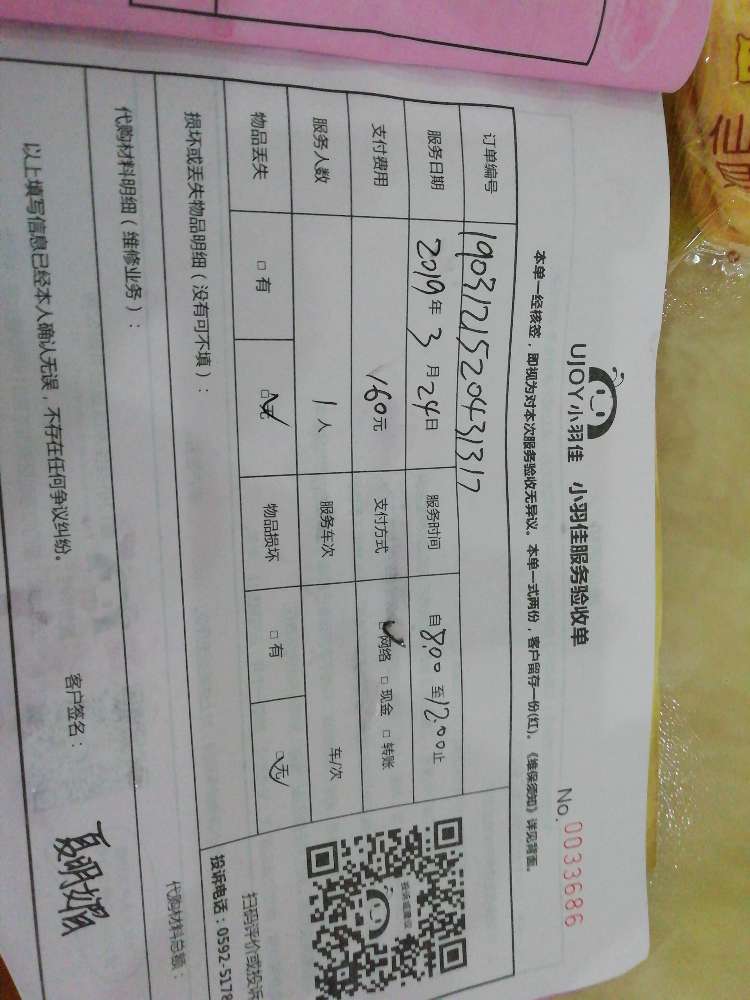 UJOY小羽佳 小羽佳服务验收单
No.0033686
本单一经核签，即视为对本次服务验收无异议。本单一式两份，客户留存一份(红)。《维保须知》详见背面。
订单编号 1903121520431317
服务日期 2019年3月24日 服务时间 自8:00至12:00止
支付费用 160元 支付方式 ☑网络 □现金 □转账
服务人数 1人 服务车次 车/次
物品丢失 □有 ☑无 物品损坏 □有 ☑无
损坏或丢失物品明细（没有可不填）：
代购材料明细（维修业务）：
代购材料总额：
以上填写信息已经本人确认无误，不存在任何争议纠纷。
客户签名：
扫码评价或投诉
投诉电话：0592-5178